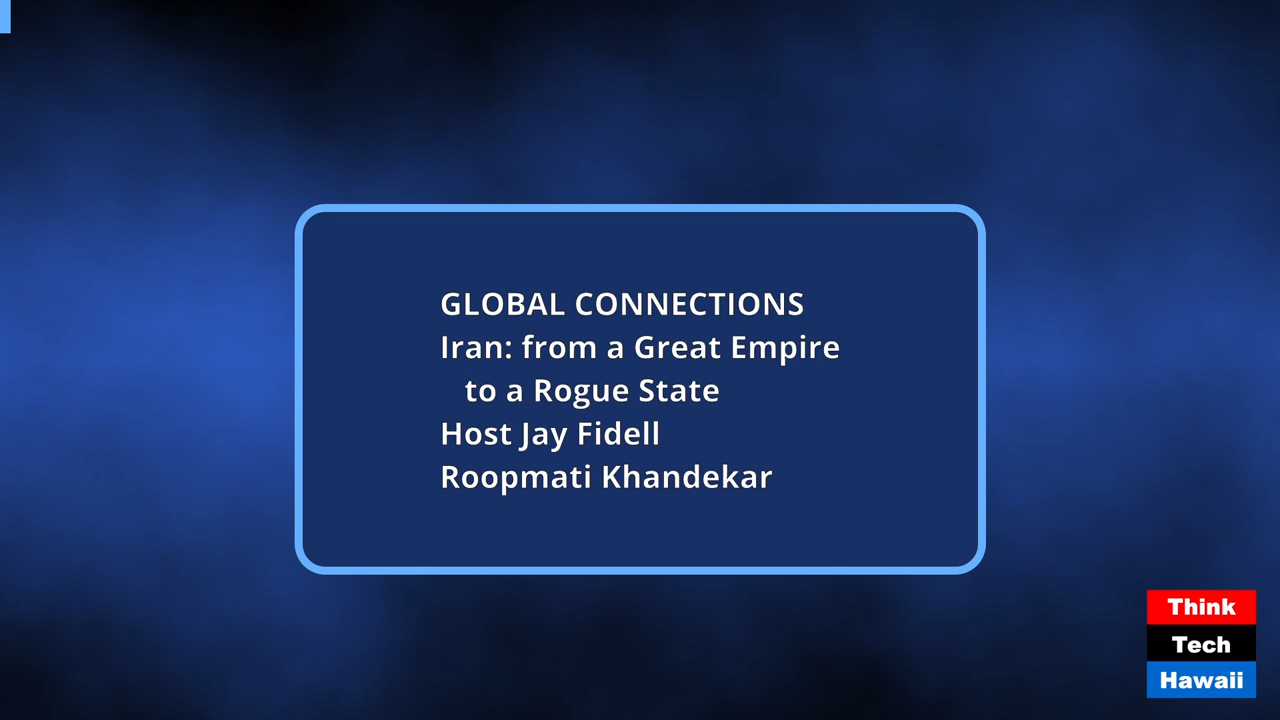 GLOBAL CONNECTIONS
Iran: from a Great Empire
to a Rogue State
Host Jay Fidell
Roopmati Khandekar
Think
Tech
Hawaii